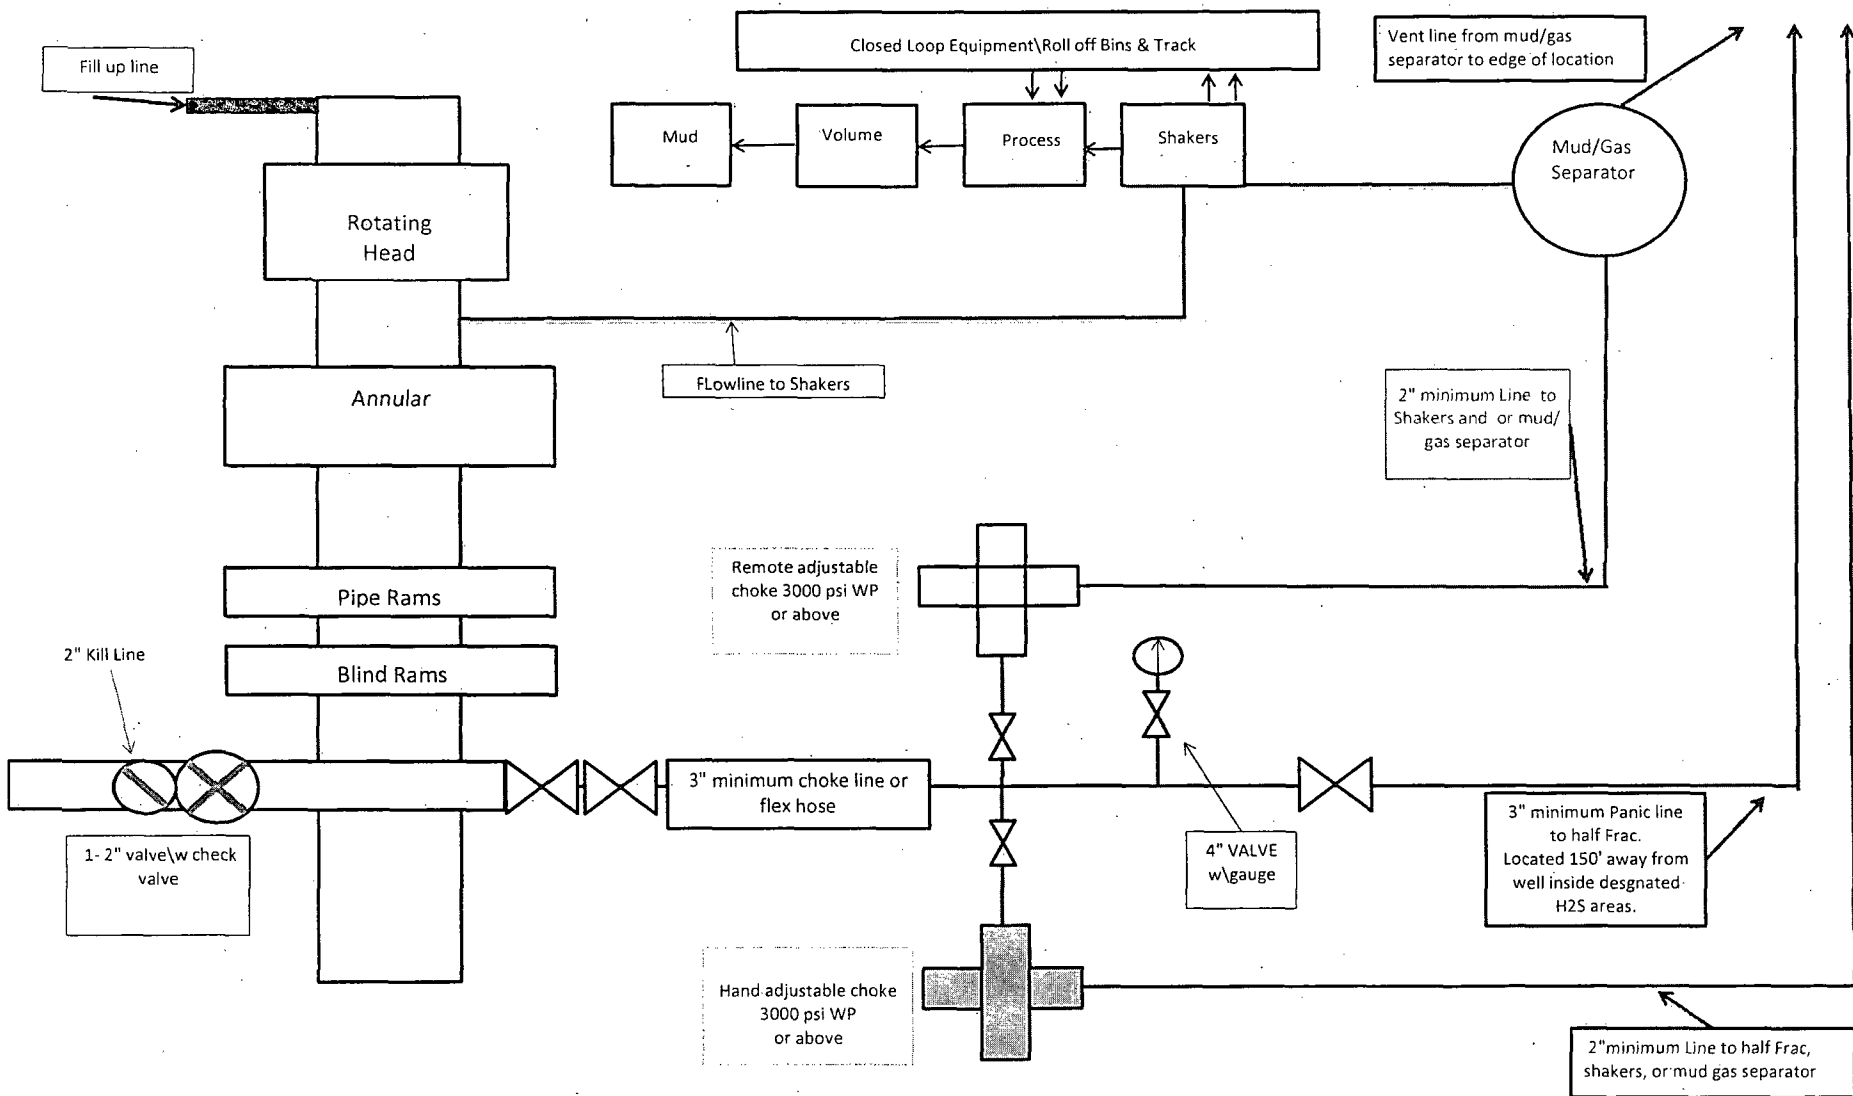 Fill up line
Closed Loop Equipment\Roll off Bins & Track
Vent line from mud/gas
separator to edge of location
Mud
Volume
Process
Shakers
Mud/Gas
Separator
Rotating
Head
FLowline to Shakers
Annular
2" minimum Line to
Shakers and or mud/
gas separator
Remote adjustable
choke 3000 psi WP
or above
Pipe Rams
2" Kill Line
Blind Rams
3" minimum choke line or
flex hose
1- 2" valve\w check
valve
4" VALVE
w\gauge
3" minimum Panic line
to half Frac.
Located 150' away from
well inside desgnated
H2S areas.
Hand adjustable choke
3000 psi WP
or above
2"minimum Line to half Frac,
shakers, or mud gas separator